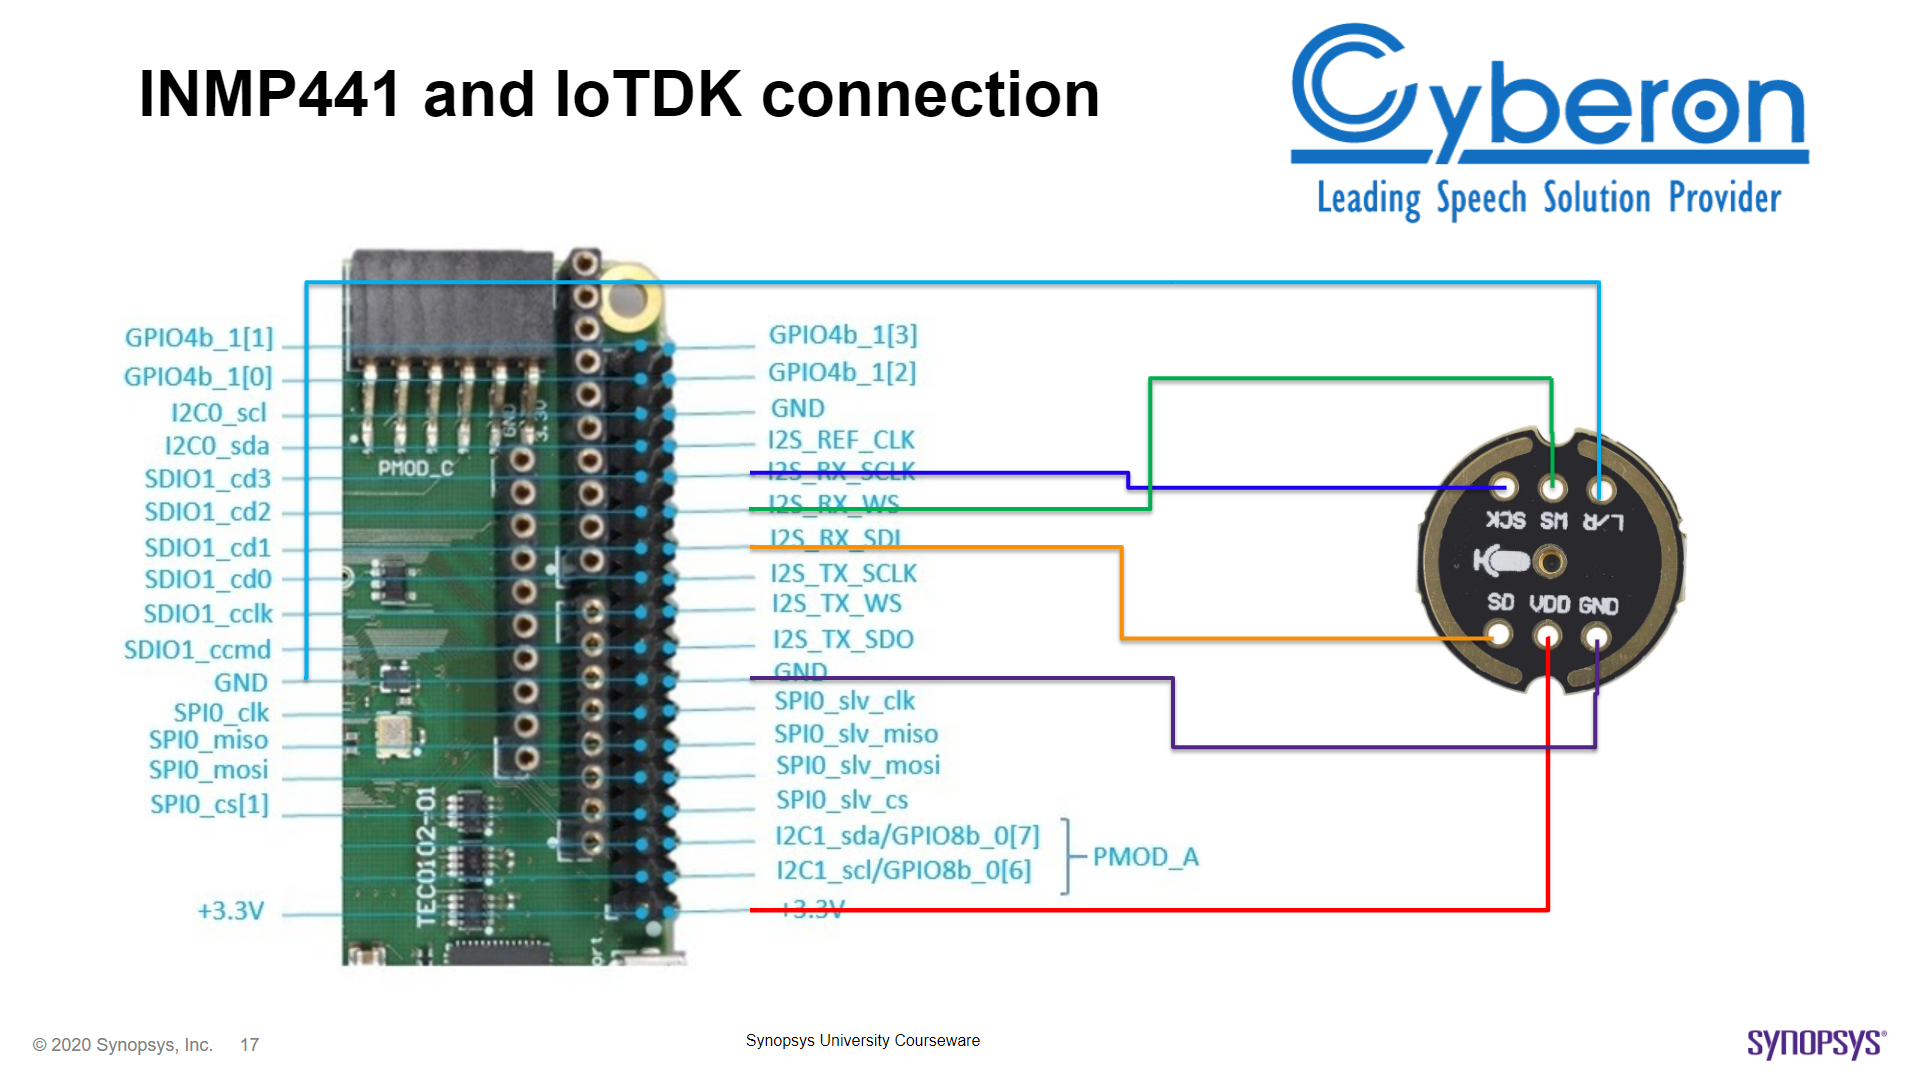 INMP441 and IoTDK connection
Cyberon
Leading Speech Solution Provider
GPIO4b_1[1]
GPIO4b_1[0]
I2C0_scl
I2C0_sda
SDIO1_cd3
SDIO1_cd2
SDIO1_cd1
SDIO1_cd0
SDIO1_cclk
SDIO1_ccmd
GND
SPI0_clk
SPI0_miso
SPI0_mosi
SPI0_cs[1]
+3.3V
GND
3.3V
PMOD_C
TEC0102-01
ort
GPIO4b_1[3]
GPIO4b_1[2]
GND
I2S_REF_CLK
I2S_RX_SCLK
I2S_RX_WS
I2S_RX_SDI
I2S_TX_SCLK
I2S_TX_WS
I2S_TX_SDO
GND
SPI0_slv_clk
SPI0_slv_miso
SPI0_slv_mosi
SPI0_slv_cs
I2C1_sda/GPIO8b_0[7]
I2C1_scl/GPIO8b_0[6]
PMOD_A
+3.3V
SCK WS L/R
SD VDD GND
© 2020 Synopsys, Inc. 17
Synopsys University Courseware
SYNOPSYS®